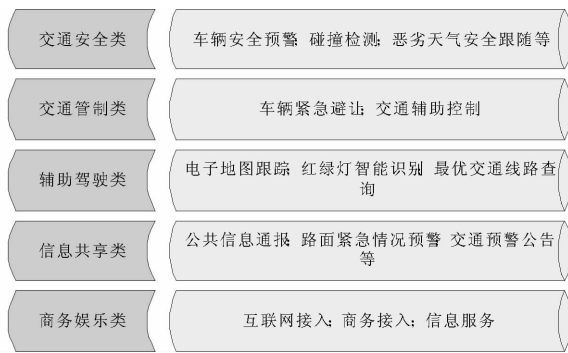 交通安全类
车辆安全预警; 碰撞检测; 恶劣天气安全跟随等
交通管制类
车辆紧急避让; 交通辅助控制
辅助驾驶类
电子地图跟踪; 红绿灯智能识别; 最优交通线路查
询
信息共享类
公共信息通报; 路面紧急情况预警; 交通预警公告
等
商务娱乐类
互联网接入; 商务接入; 信息服务